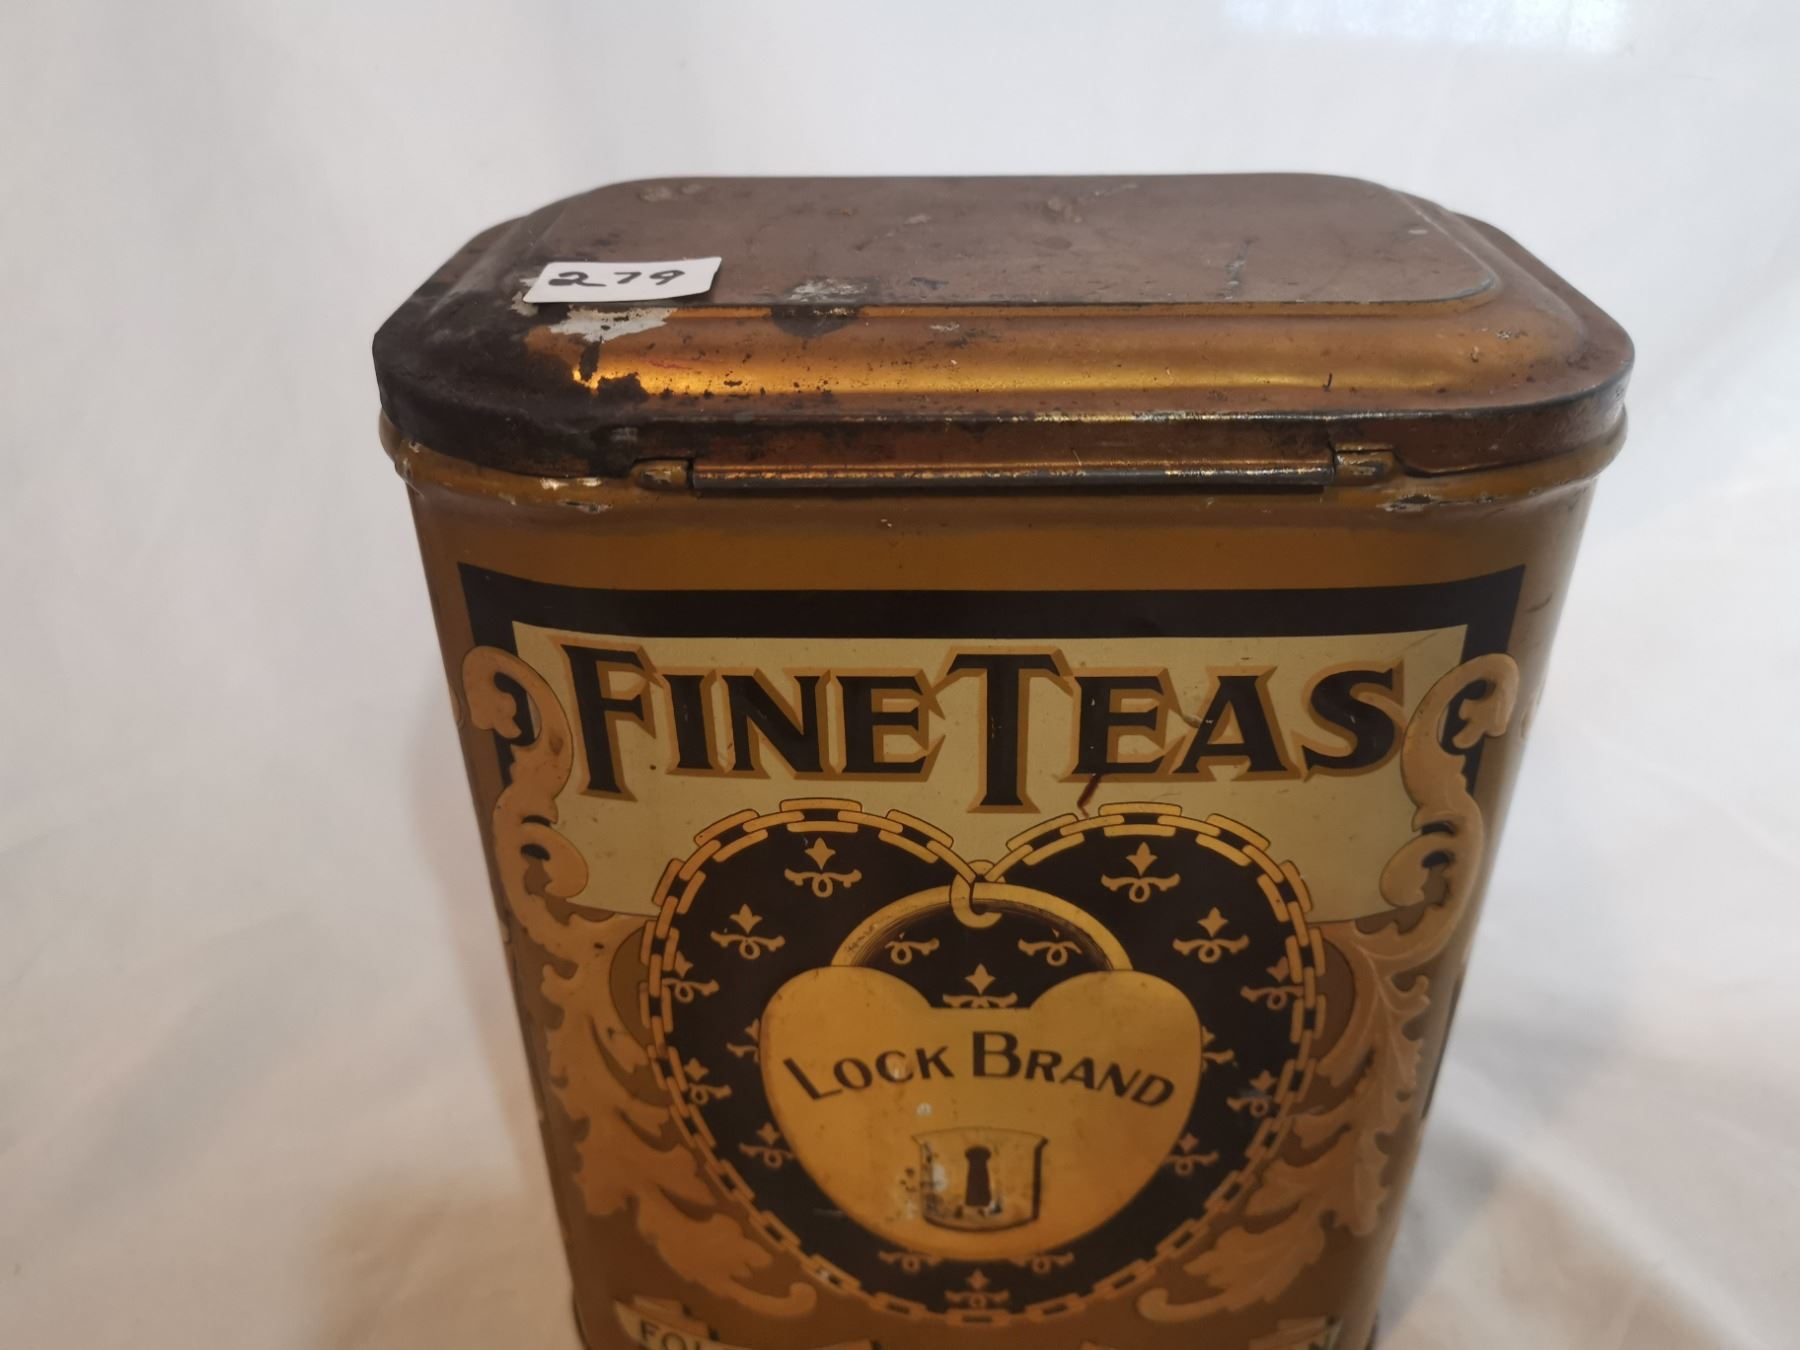 279
FINE TEAS
LOCK BRAND